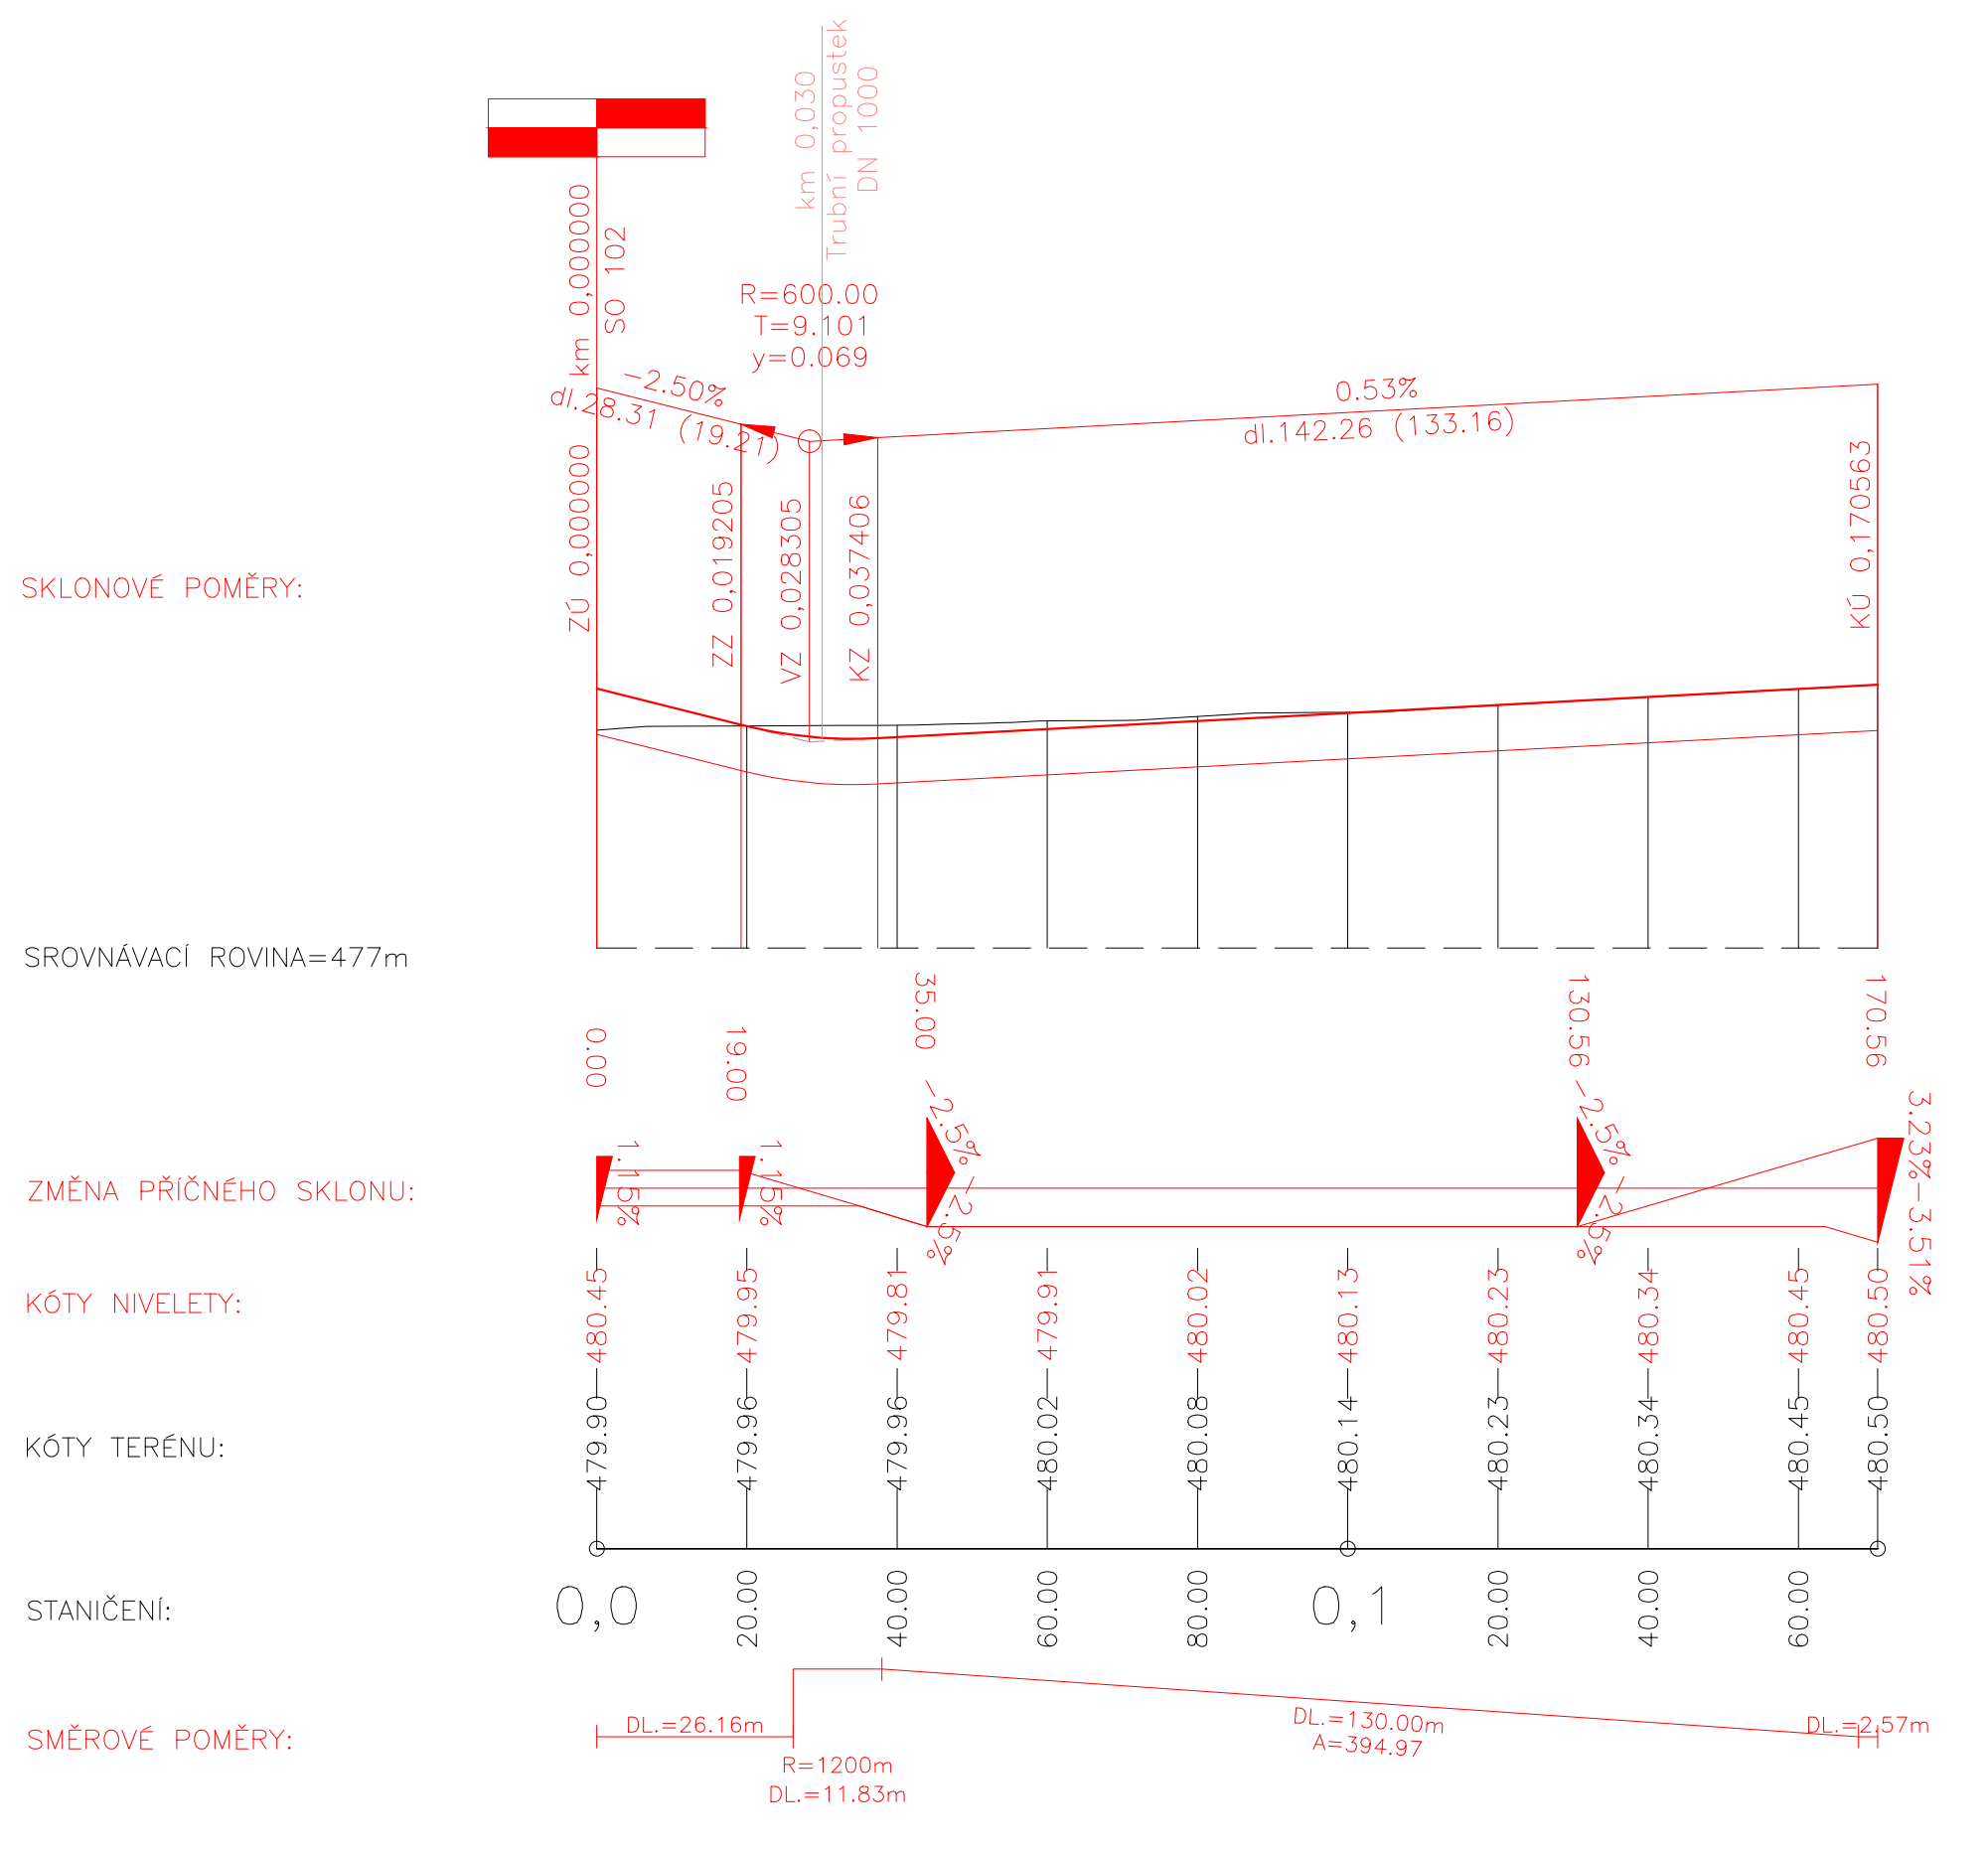 km 0,030
Trubní propustek
DN 1000
km 0,000000
SO 102
R=600.00
T=9.101
y=0.069
-2.50%
dl.28.31 (19.21)
0.53%
dl.142.26 (133.16)
SKLONOVÉ POMĚRY:
ZÚ 0,000000
ZZ 0,019205
VZ 0,028305
KZ 0,037406
KÚ 0,170563
SROVNÁVACÍ ROVINA=477m
0.00
19.00
35.00
130.56
170.56
ZMĚNA PŘÍČNÉHO SKLONU:
1.15%
1.15%
-2.5%
-2.5%
-2.5%
-2.5%
3.23%
-3.51%
KÓTY NIVELETY:
480.45
479.95
479.81
479.91
480.02
480.13
480.23
480.34
480.45
480.50
KÓTY TERÉNU:
479.90
479.96
479.96
480.02
480.08
480.14
480.23
480.34
480.45
480.50
STANIČENÍ:
0,0
20.00
40.00
60.00
80.00
0,1
20.00
40.00
60.00
SMĚROVÉ POMĚRY:
DL.=26.16m
R=1200m
DL.=11.83m
DL.=130.00m
A=394.97
DL.=2.57m